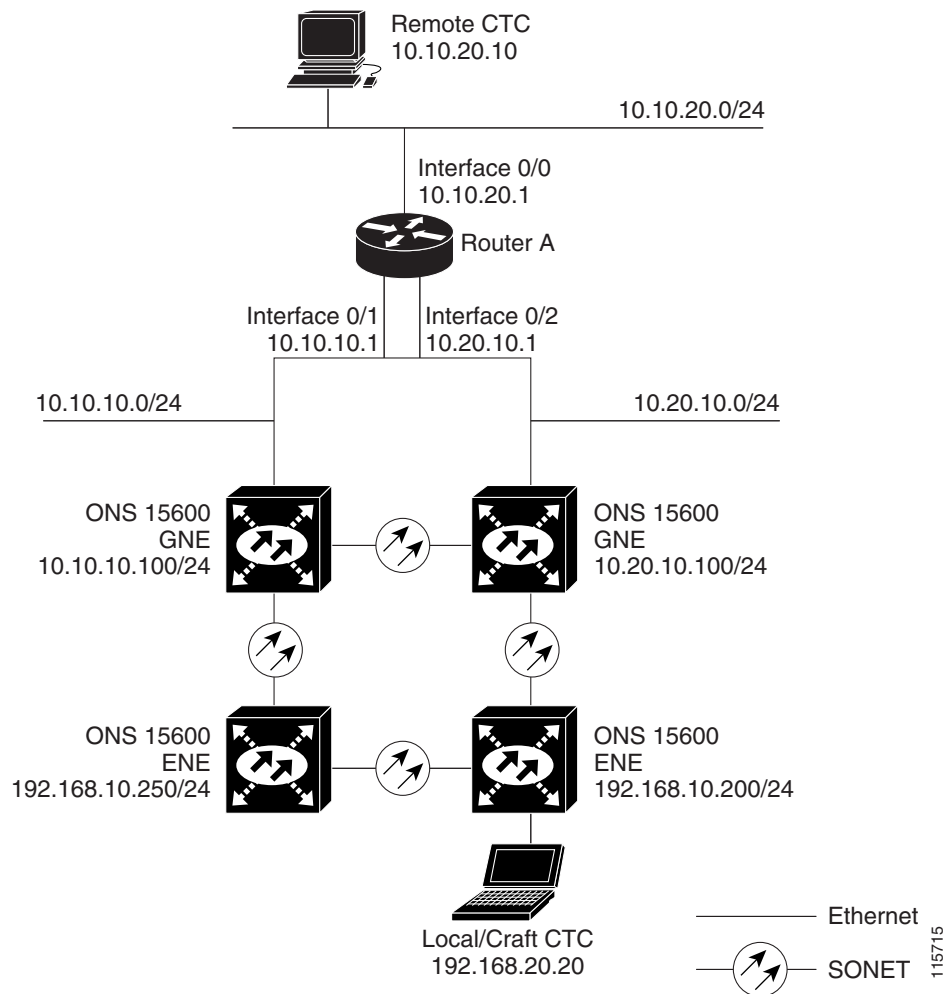 Remote CTC
10.10.20.10
10.10.20.0/24
Interface 0/0
10.10.20.1
Router A
Interface 0/1
10.10.10.1
Interface 0/2
10.20.10.1
10.10.10.0/24
10.20.10.0/24
ONS 15600
GNE
10.10.10.100/24
ONS 15600
GNE
10.20.10.100/24
ONS 15600
ENE
192.168.10.250/24
ONS 15600
ENE
192.168.10.200/24
Local/Craft CTC
192.168.20.20
Ethernet
SONET
115715